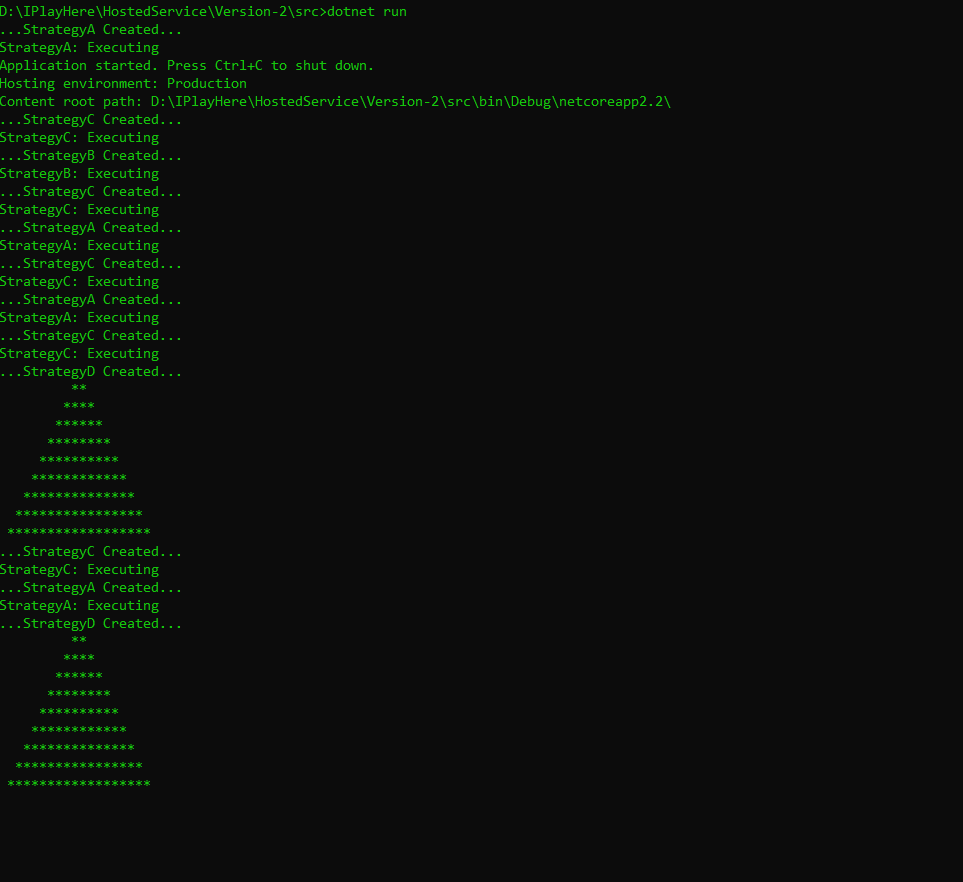 D:\IPlayHere\HostedService\Version-2\src>dotnet run
...StrategyA Created...
StrategyA: Executing
Application started. Press Ctrl+C to shut down.
Hosting environment: Production
Content root path: D:\IPlayHere\HostedService\Version-2\src\bin\Debug\netcoreapp2.2\
...StrategyC Created...
StrategyC: Executing
...StrategyB Created...
StrategyB: Executing
...StrategyC Created...
StrategyC: Executing
...StrategyA Created...
StrategyA: Executing
...StrategyC Created...
StrategyC: Executing
...StrategyA Created...
StrategyA: Executing
...StrategyC Created...
StrategyC: Executing
...StrategyD Created...
         **
        ****
       ******
      ********
     **********
    ************
   **************
  ****************
 ******************
...StrategyC Created...
StrategyC: Executing
...StrategyA Created...
StrategyA: Executing
...StrategyD Created...
         **
        ****
       ******
      ********
     **********
    ************
   **************
  ****************
 ******************